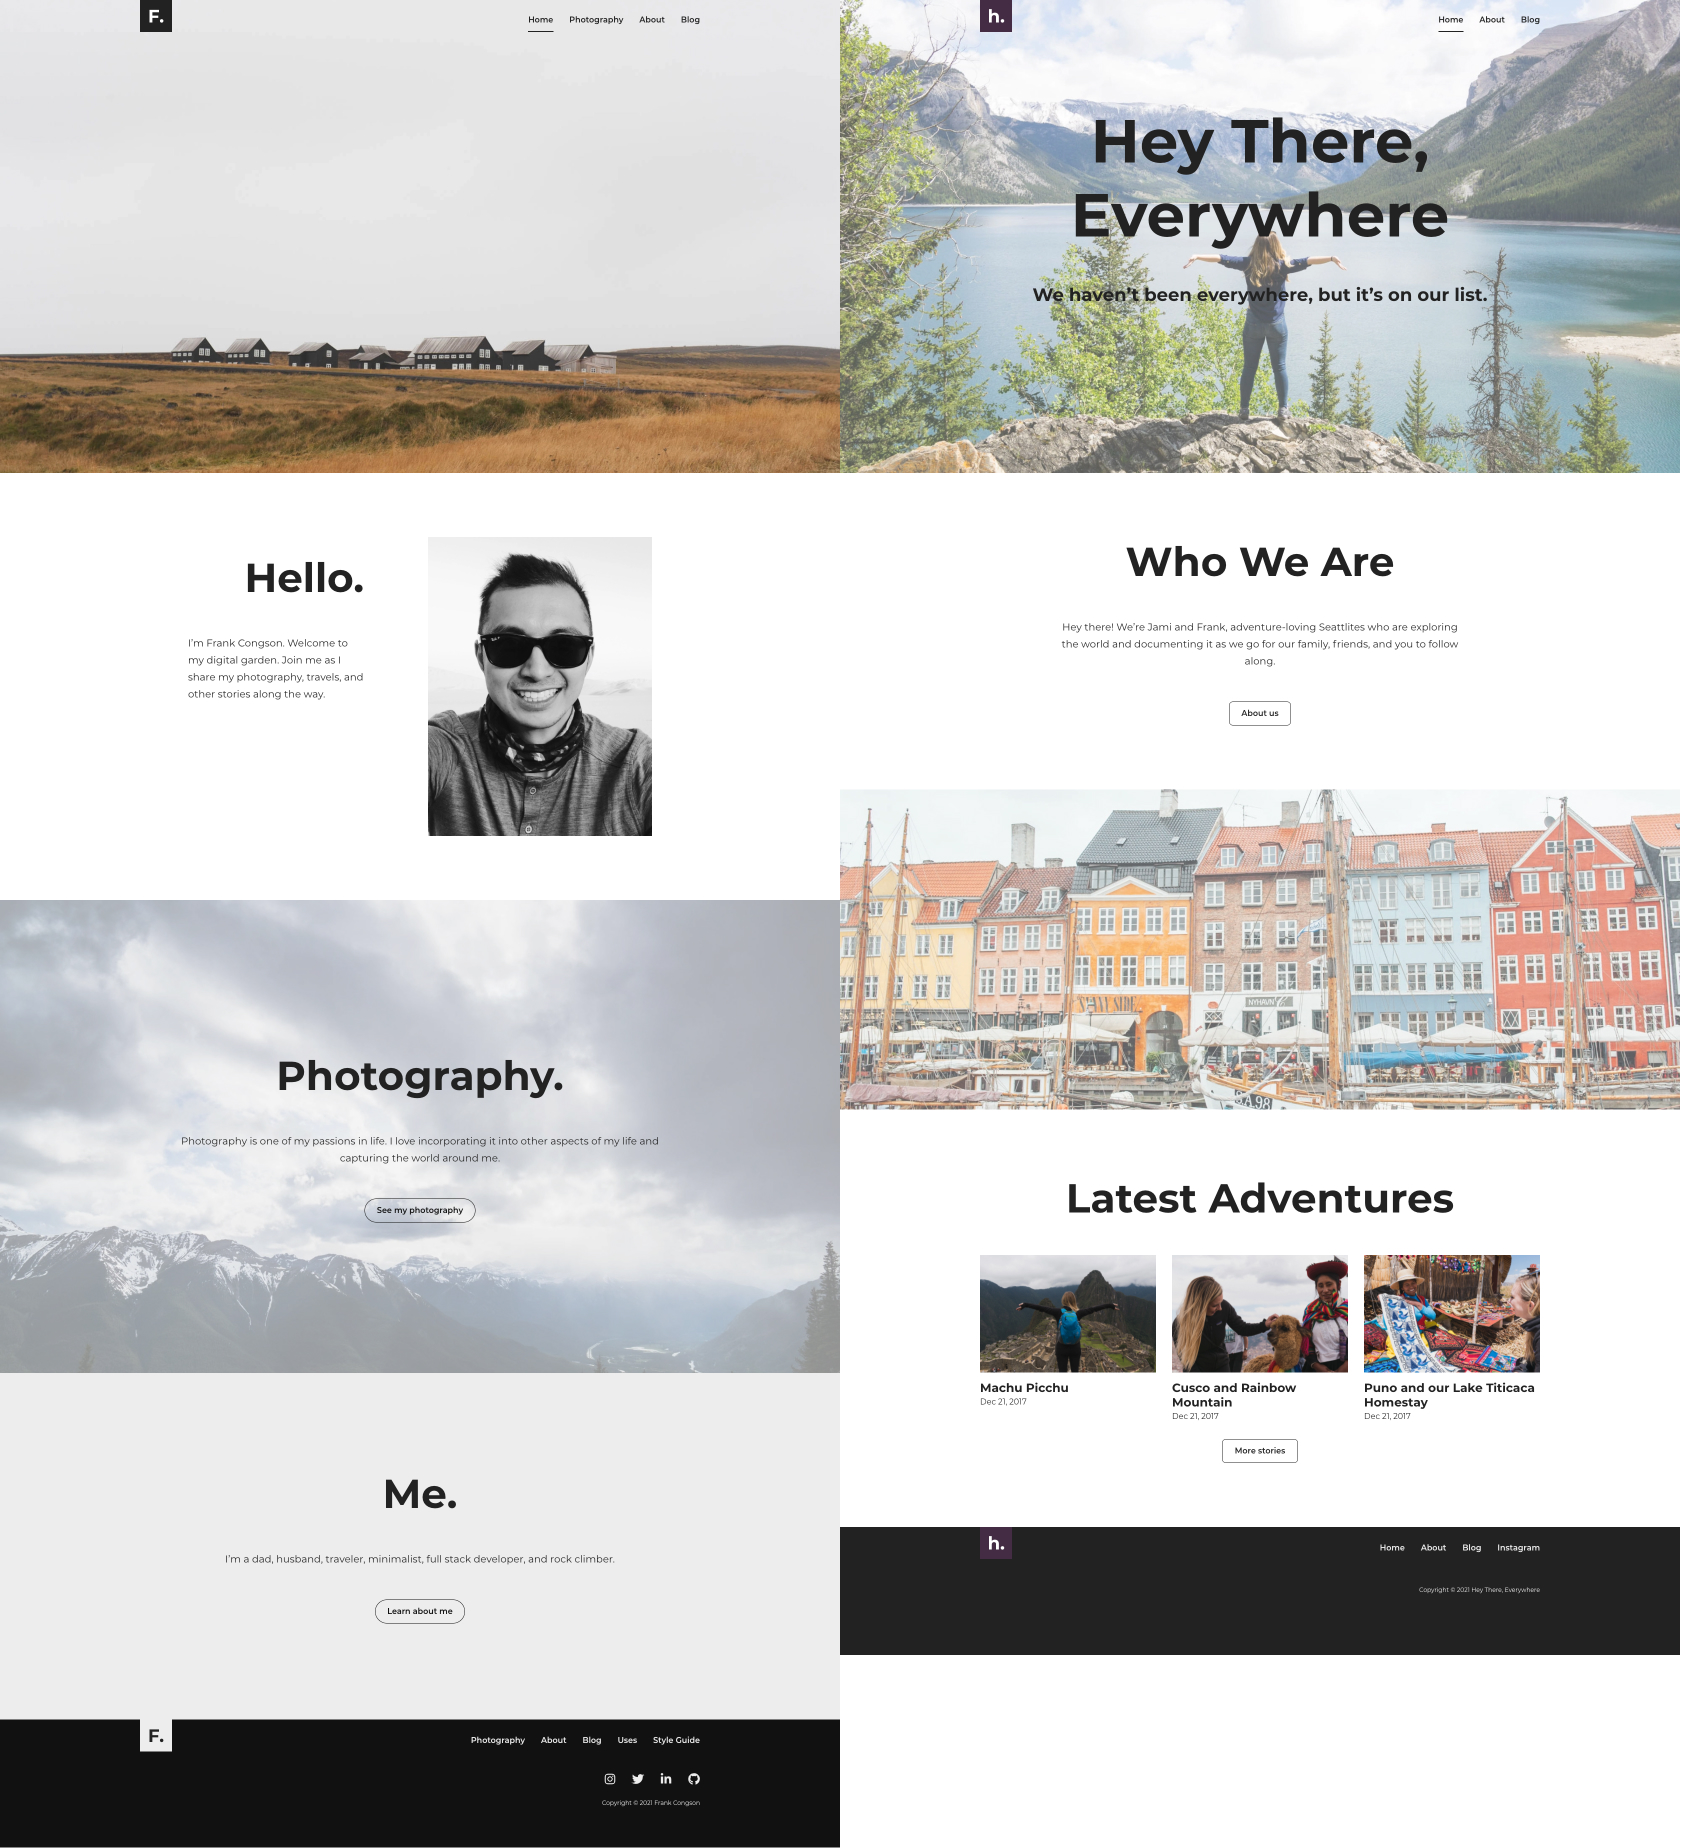 F.
Home Photography About Blog
Hello.
I'm Frank Congson. Welcome to
my digital garden. Join me as I
share my photography, travels, and
other stories along the way.
Photography.
Photography is one of my passions in life. I love incorporating it into other aspects of my life and
capturing the world around me.
See my photography
Me.
I'm a dad, husband, traveler, minimalist, full stack developer, and rock climber.
Learn about me
F.
Photography About Blog Uses Style Guide
Copyright © 2021 Frank Congson
h.
Home About Blog
Hey There,
Everywhere
We haven't been everywhere, but it's on our list.
Who We Are
Hey there! We're Jami and Frank, adventure-loving Seattlites who are exploring
the world and documenting it as we go for our family, friends, and you to follow
along.
About us
NYHAVN
Latest Adventures
Machu Picchu
Dec 21, 2017
Cusco and Rainbow
Mountain
Dec 21, 2017
Puno and our Lake Titicaca
Homestay
Dec 21, 2017
More stories
h.
Home About Blog Instagram
Copyright © 2021 Hey There, Everywhere